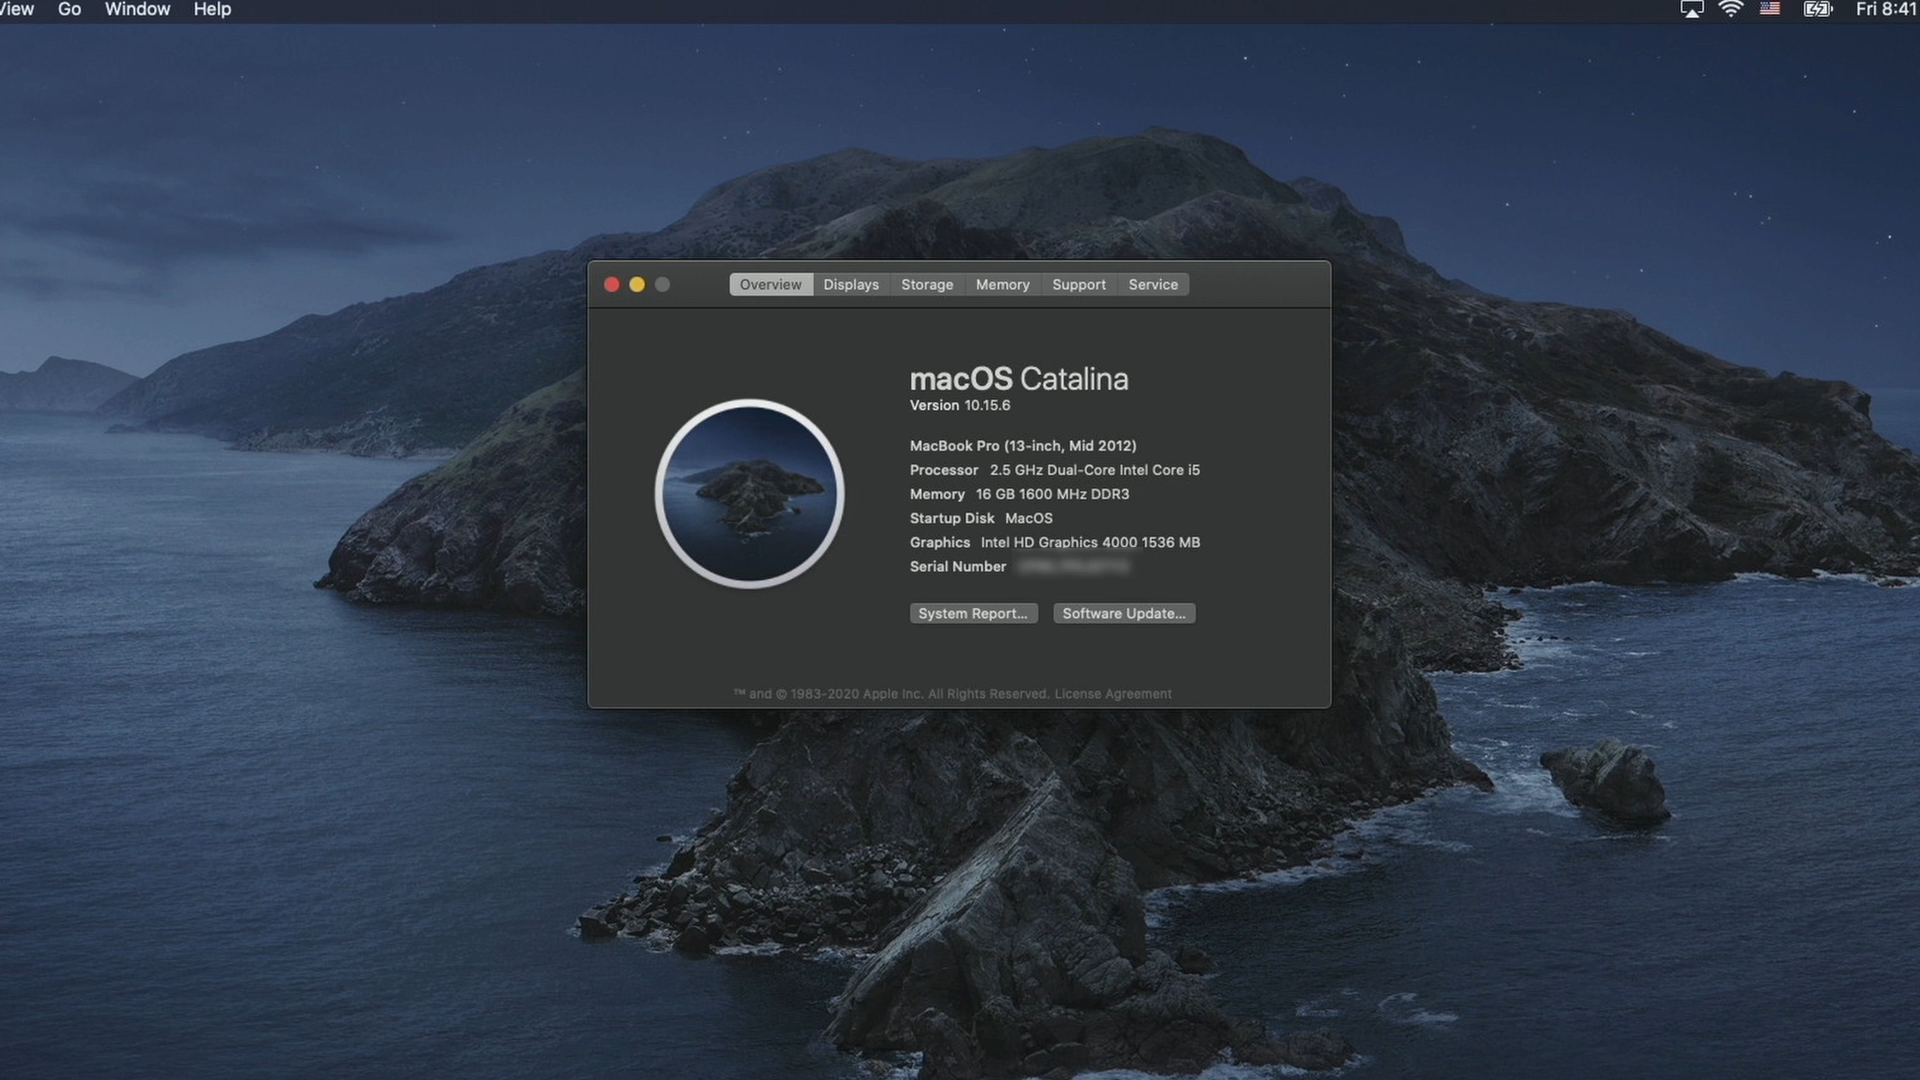 View Go Window Help Fri 8:41
Overview Displays Storage Memory Support Service
macOS Catalina
Version 10.15.6
MacBook Pro (13-inch, Mid 2012)
Processor 2.5 GHz Dual-Core Intel Core i5
Memory 16 GB 1600 MHz DDR3
Startup Disk MacOS
Graphics Intel HD Graphics 4000 1536 MB
Serial Number
System Report... Software Update...
™ and © 1983-2020 Apple Inc. All Rights Reserved. License Agreement